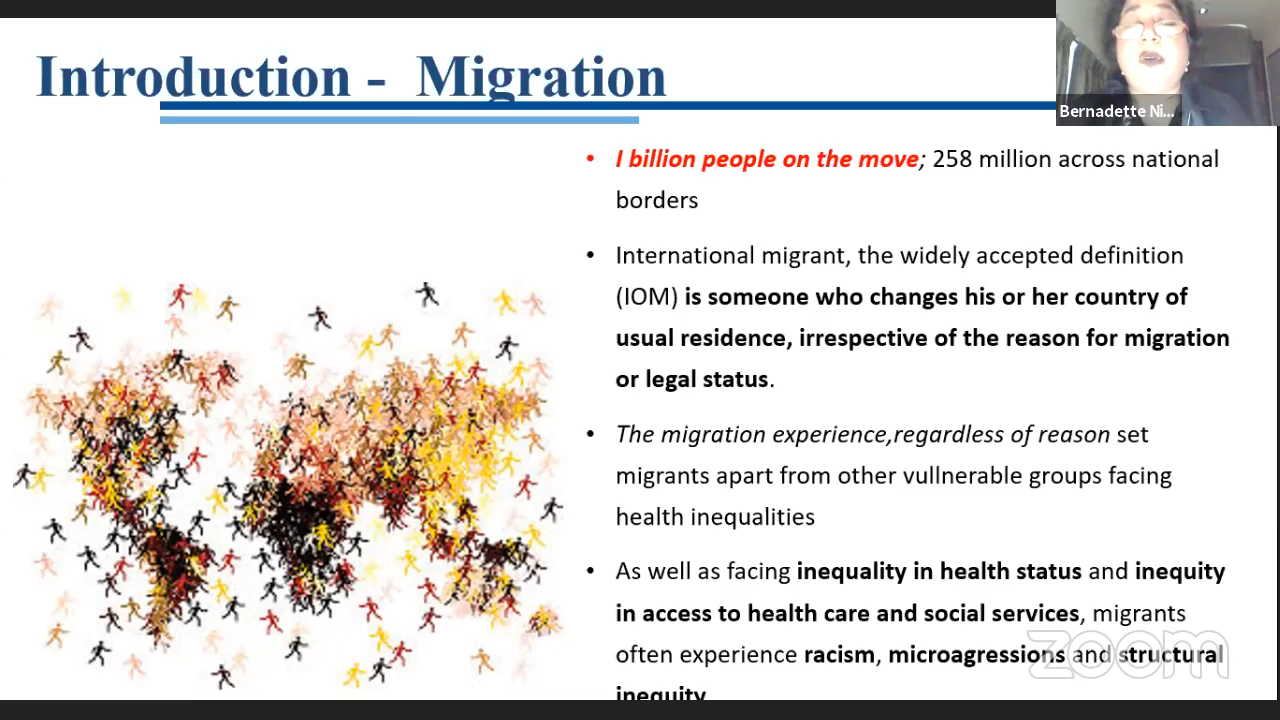 Introduction - Migration
Bernadette Ni...
• I billion people on the move; 258 million across national
borders
• International migrant, the widely accepted definition
(IOM) is someone who changes his or her country of
usual residence, irrespective of the reason for migration
or legal status.
• The migration experience,regardless of reason set
migrants apart from other vullnerable groups facing
health inequalities
• As well as facing inequality in health status and inequity
in access to health care and social services, migrants
often experience racism, microagressions and structural
inequity
zoom